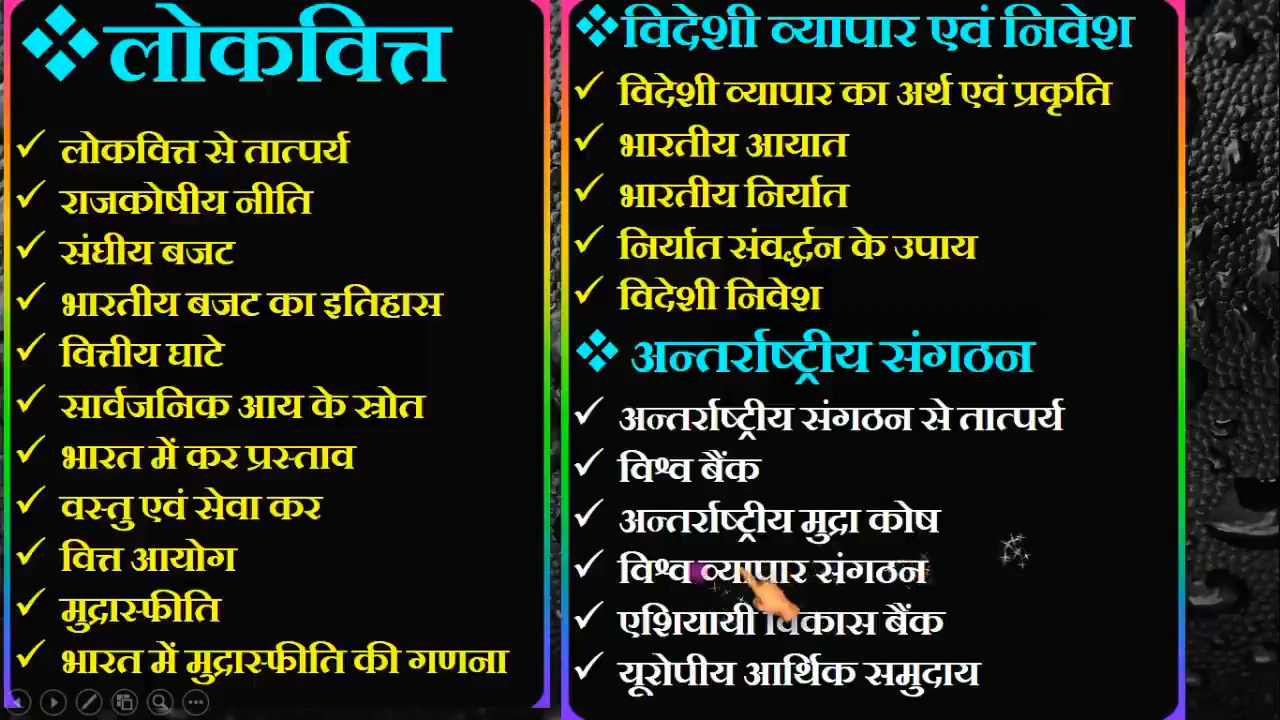 ❖लोकवित्त
✓ लोकवित्त से तात्पर्य
✓ राजकोषीय नीति
✓ संघीय बजट
✓ भारतीय बजट का इतिहास
✓ वित्तीय घाटे
✓ सार्वजनिक आय के स्रोत
✓ भारत में कर प्रस्ताव
✓ वस्तु एवं सेवा कर
✓ वित्त आयोग
✓ मुद्रास्फीति
✓ भारत में मुद्रास्फीति की गणना
❖विदेशी व्यापार एवं निवेश
✓ विदेशी व्यापार का अर्थ एवं प्रकृति
✓ भारतीय आयात
✓ भारतीय निर्यात
✓ निर्यात संवर्द्धन के उपाय
✓ विदेशी निवेश
❖ अन्तर्राष्ट्रीय संगठन
✓ अन्तर्राष्ट्रीय संगठन से तात्पर्य
✓ विश्व बैंक
✓ अन्तर्राष्ट्रीय मुद्रा कोष
✓ विश्व व्यापार संगठन
✓ एशियायी विकास बैंक
✓ यूरोपीय आर्थिक समुदाय